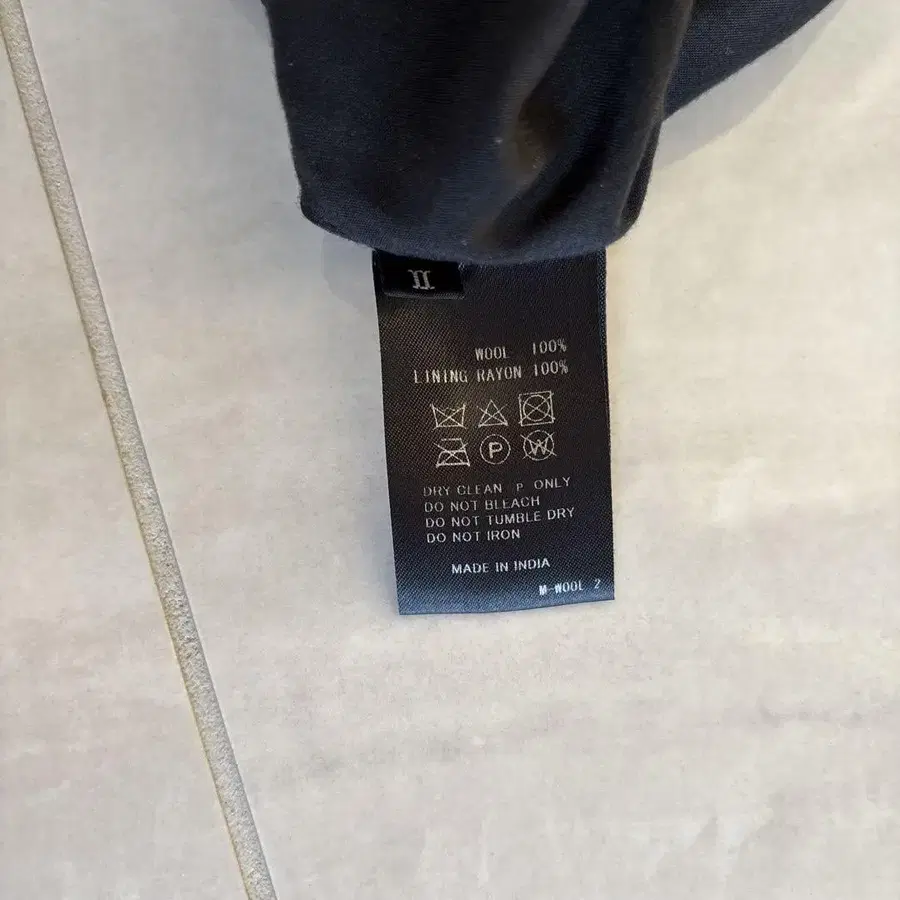 II
WOOL 100%
LINING RAYON 100%
P W
DRY CLEAN P ONLY
DO NOT BLEACH
DO NOT TUMBLE DRY
DO NOT IRON
MADE IN INDIA
M-WOOL 2